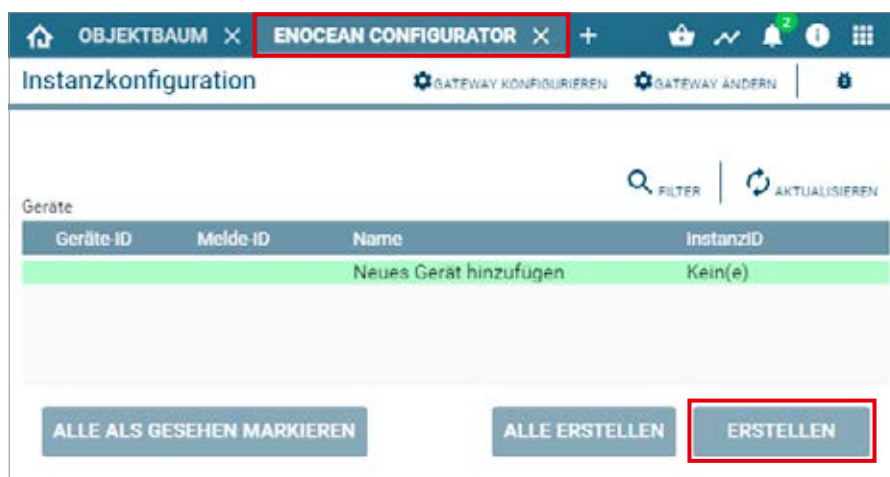 OBJEKTBAUM ENOCEAN CONFIGURATOR 2
Instanzkonfiguration GATEWAY KONFIGURIEREN GATEWAY ÄNDERN
FILTER AKTUALISIEREN
Geräte
Geräte-ID Melde-ID Name InstanzID
Neues Gerät hinzufügen Kein(e)
ALLE ALS GESEHEN MARKIEREN ALLE ERSTELLEN ERSTELLEN